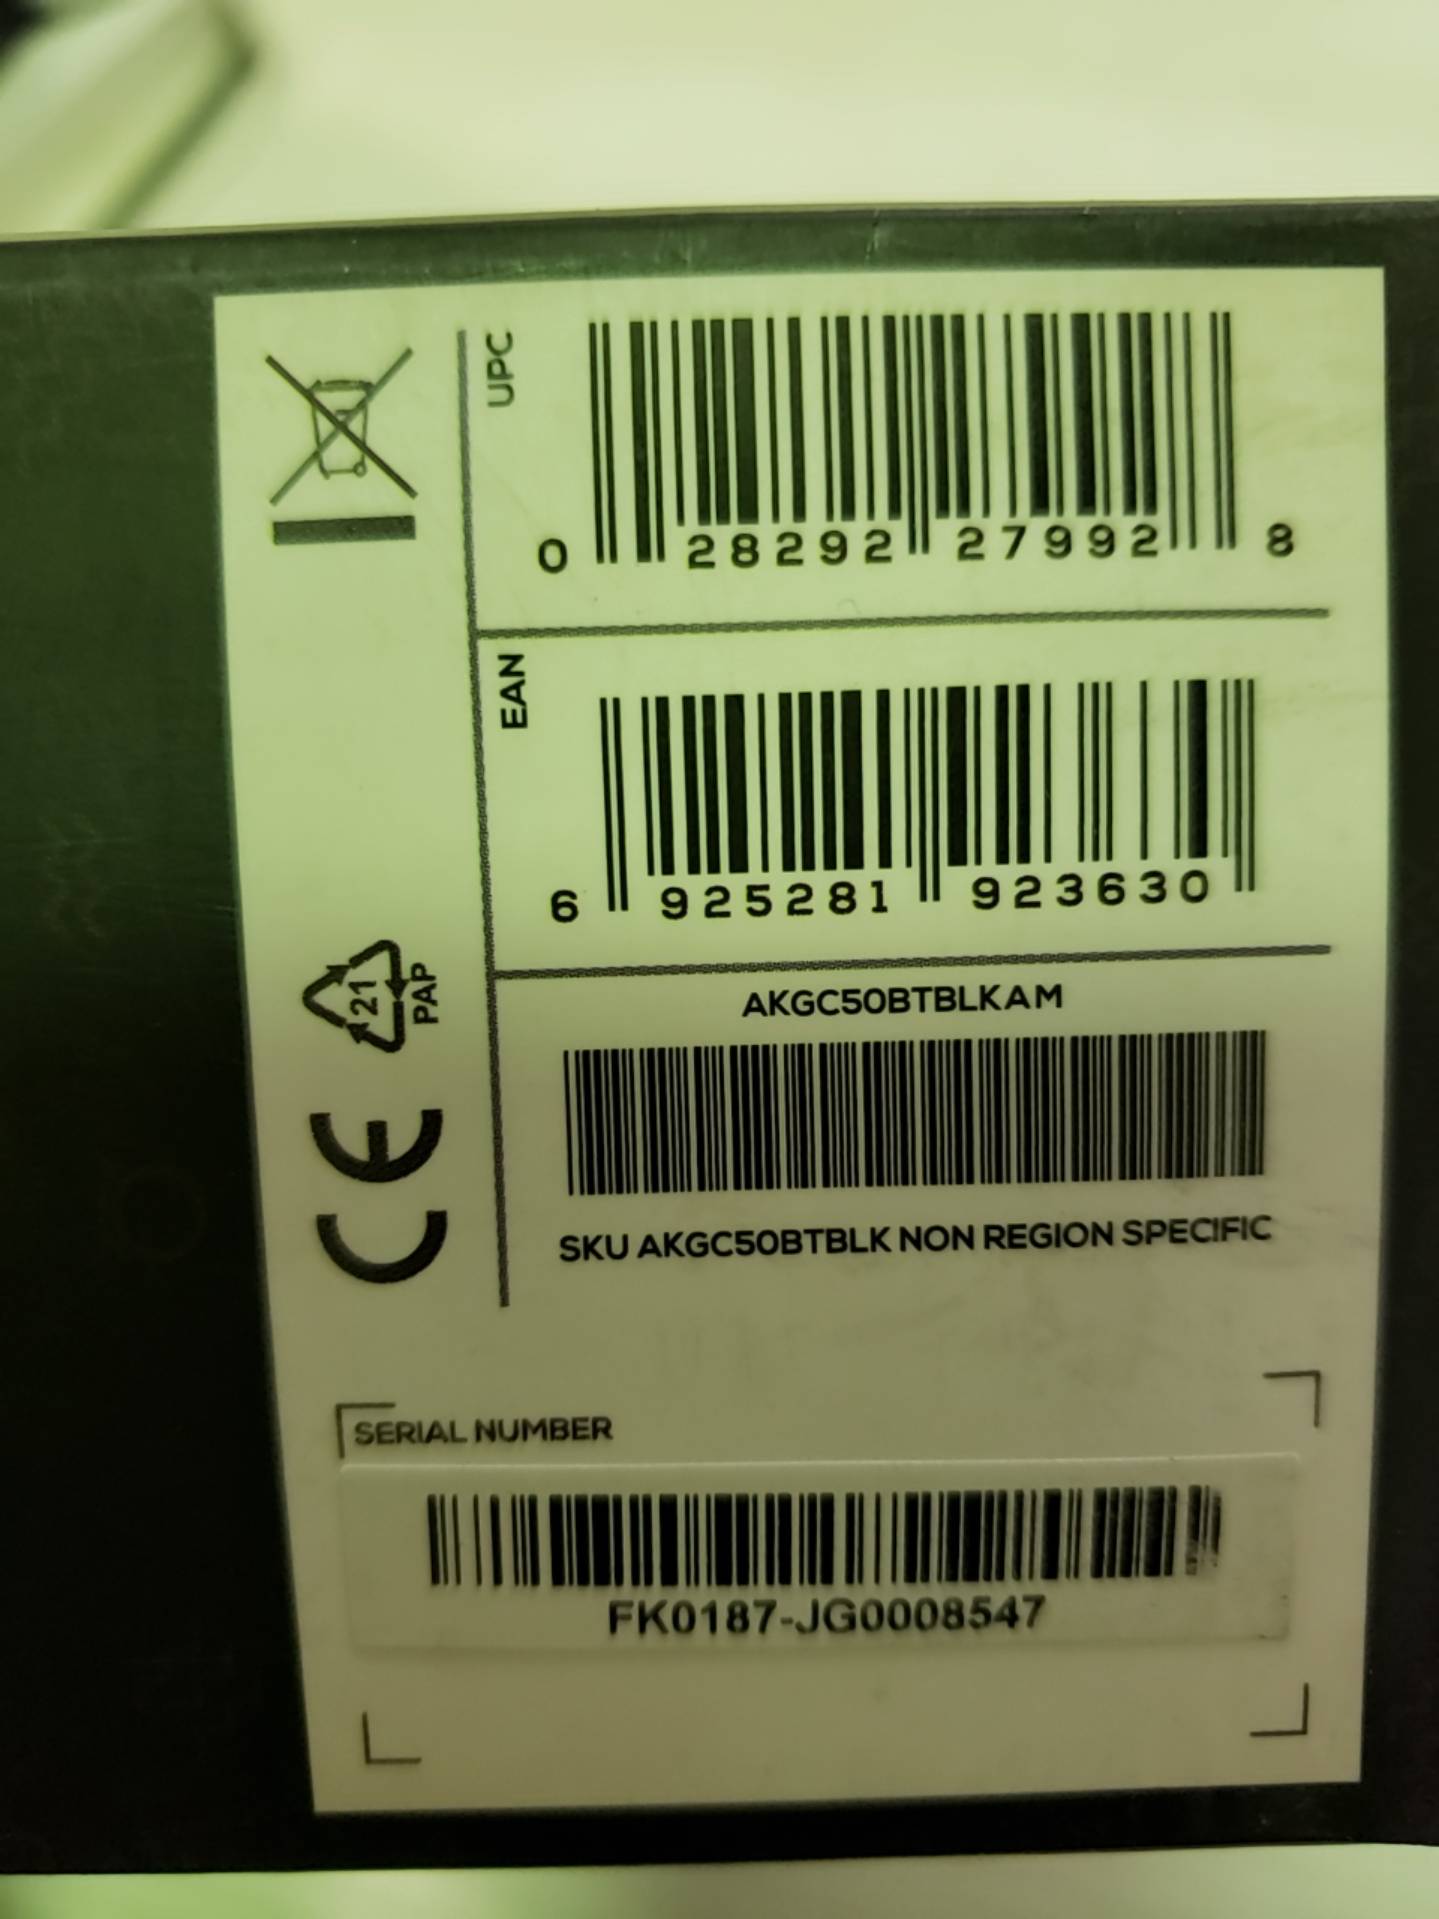 UPC
0 28292 27992 8
EAN
6 925281 923630
21
PAP
CE
AKGC50BTBLKAM
SKU AKGC50BTBLK NON REGION SPECIFIC
SERIAL NUMBER
FK0187-JG0008547